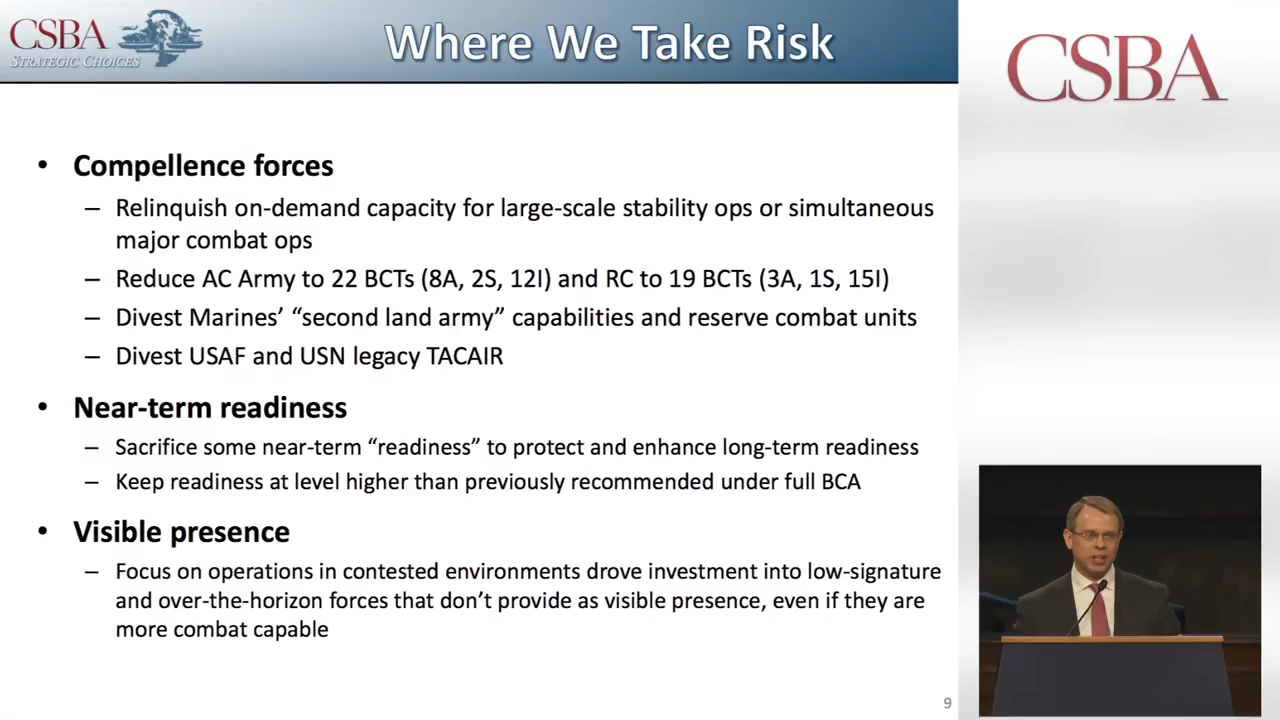 CSBA
STRATEGIC CHOICES
Where We Take Risk
CSBA
• Compellence forces
– Relinquish on-demand capacity for large-scale stability ops or simultaneous
major combat ops
– Reduce AC Army to 22 BCTs (8A, 2S, 12I) and RC to 19 BCTs (3A, 1S, 15I)
– Divest Marines’ “second land army” capabilities and reserve combat units
– Divest USAF and USN legacy TACAIR
• Near-term readiness
– Sacrifice some near-term “readiness” to protect and enhance long-term readiness
– Keep readiness at level higher than previously recommended under full BCA
• Visible presence
– Focus on operations in contested environments drove investment into low-signature
and over-the-horizon forces that don’t provide as visible presence, even if they are
more combat capable
9